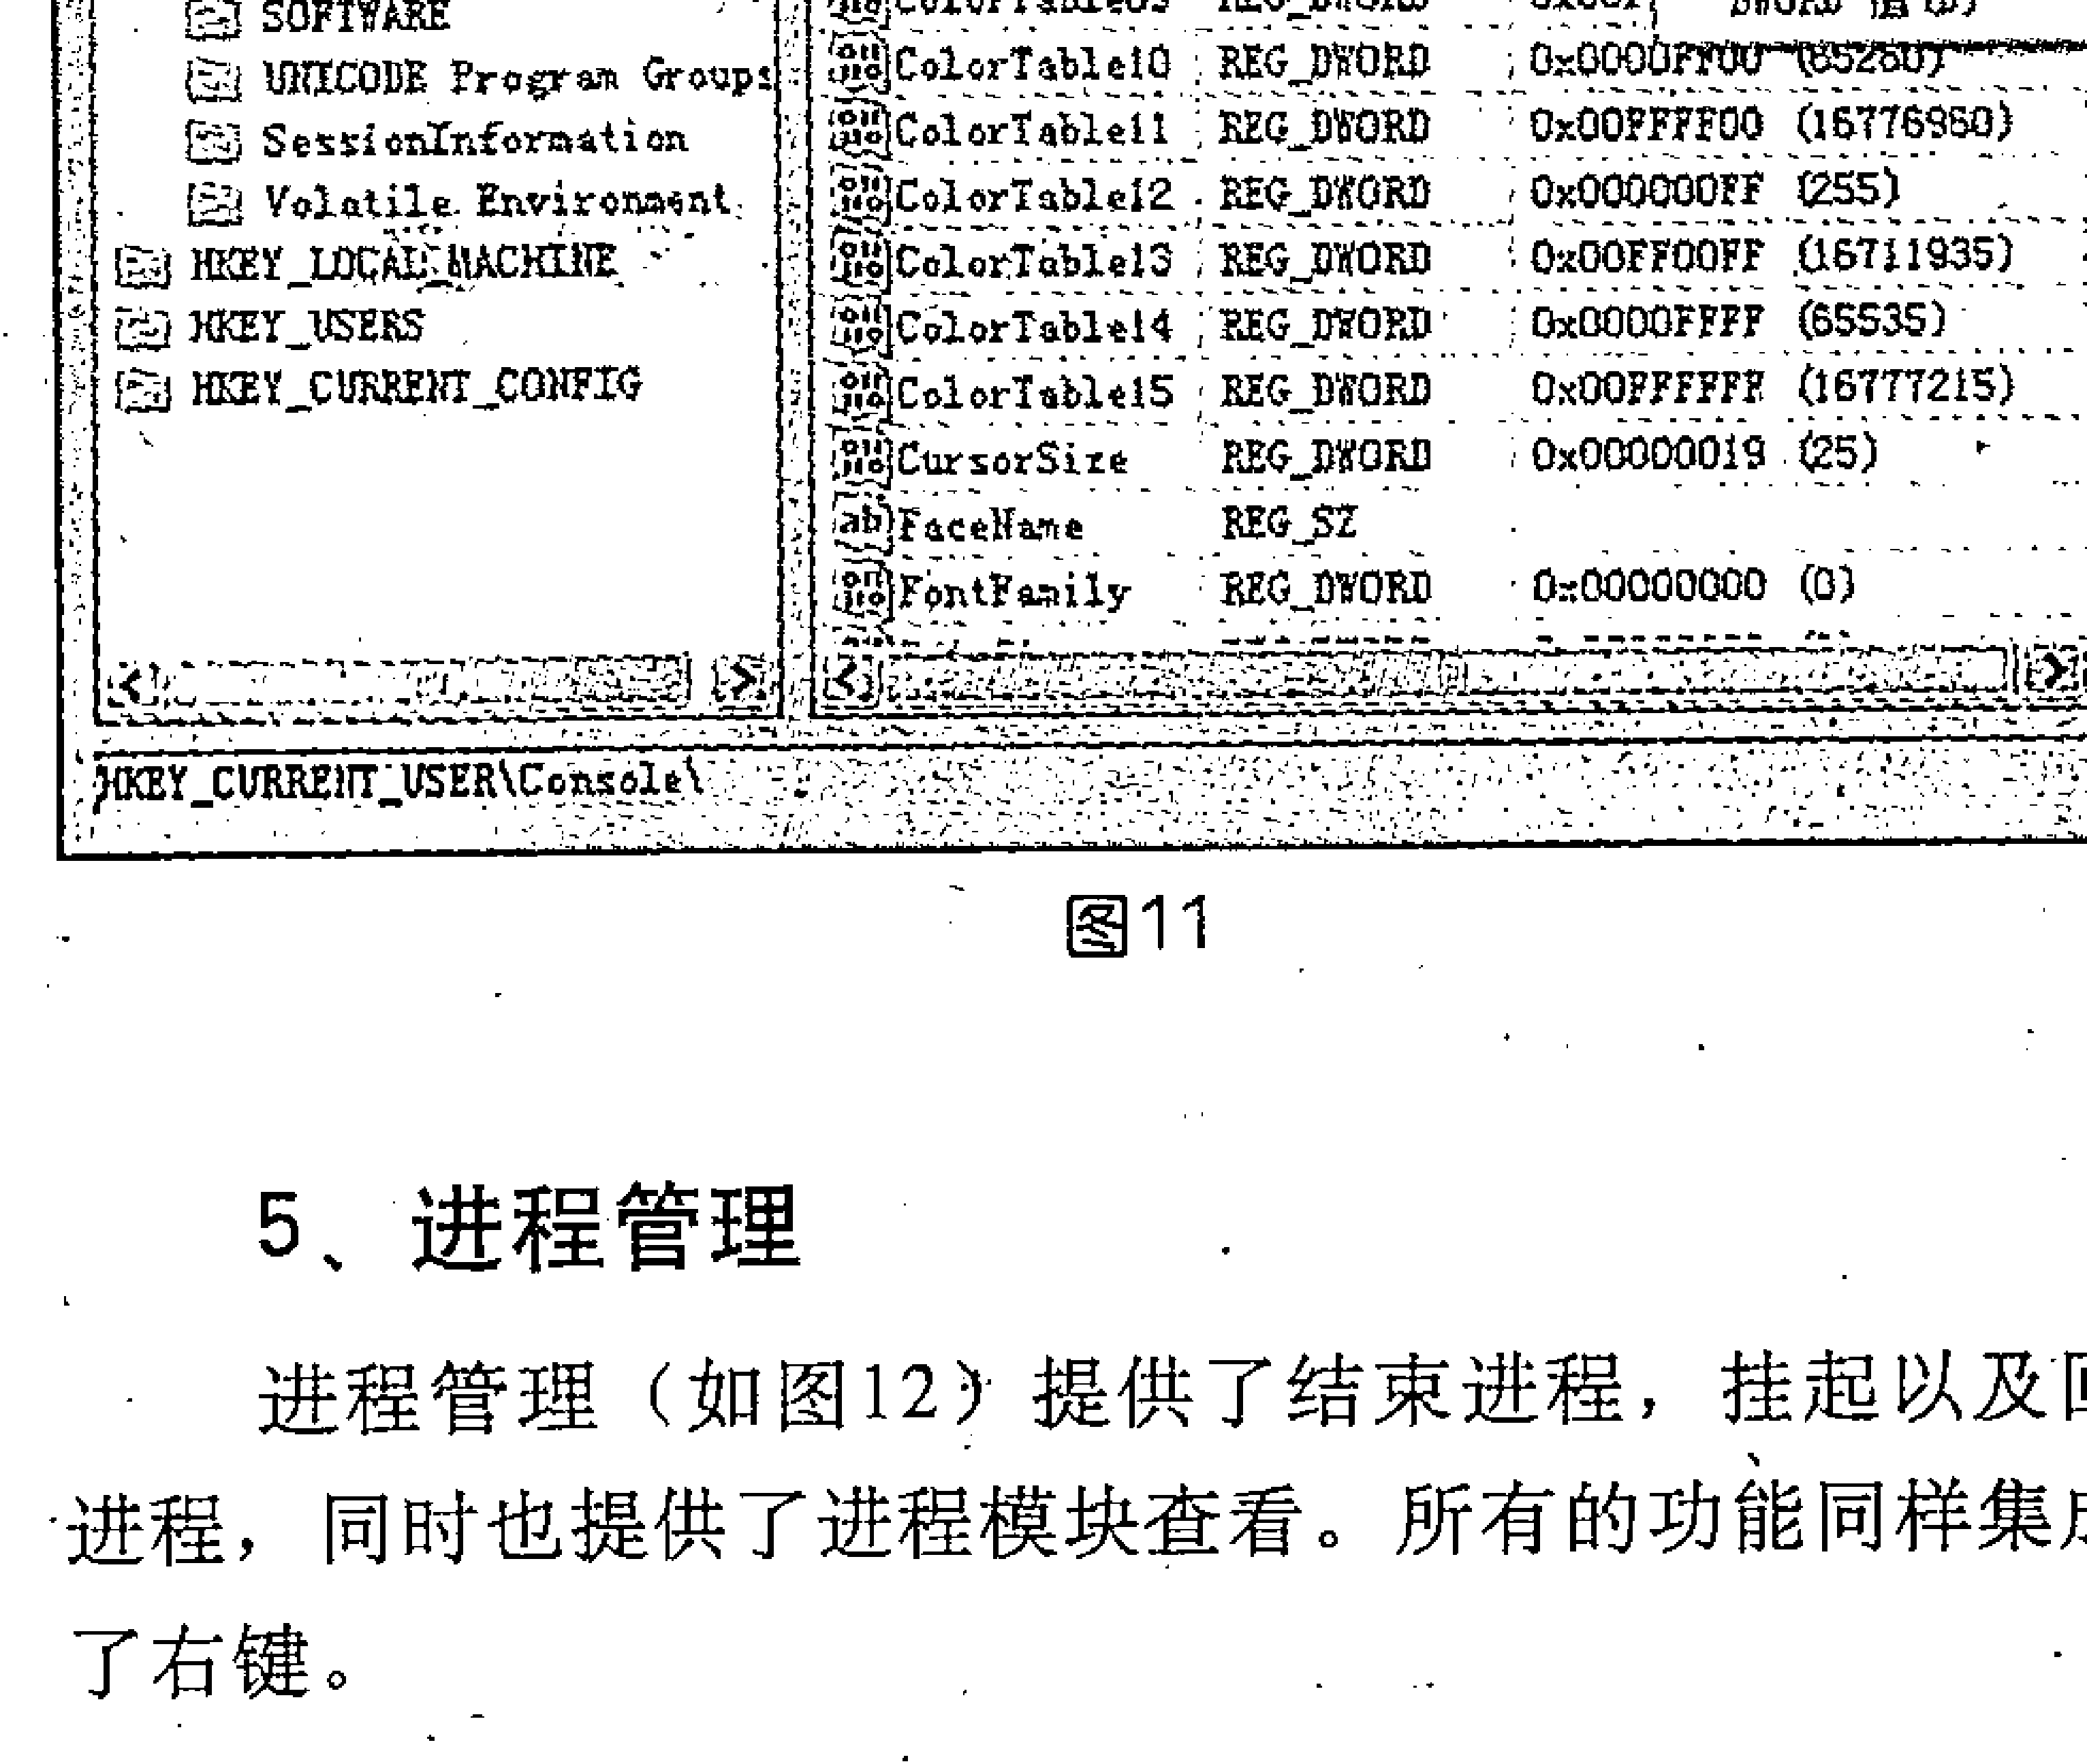 SOFTWARE
UNICODE Program Groups
SessionInformation
Volatile Environment
HKEY_LOCAL_MACHINE
HKEY_USERS
HKEY_CURRENT_CONFIG
ColorTable10 REG_DWORD 0x0000FF00 (65280)
ColorTable11 REG_DWORD 0x00FFFF00 (16776960)
ColorTable12 REG_DWORD 0x000000FF (255)
ColorTable13 REG_DWORD 0x00FF00FF (16711935)
ColorTable14 REG_DWORD 0x0000FFFF (65535)
ColorTable15 REG_DWORD 0x00FFFFFF (16777215)
CursorSize REG_DWORD 0x00000019 (25)
FaceName REG_SZ
FontFamily REG_DWORD 0x00000000 (0)
HKEY_CURRENT_USER\Console\
图11
5、进程管理
进程管理（如图12）提供了结束进程，挂起以及
进程，同时也提供了进程模块查看。所有的功能同样集
了右键。